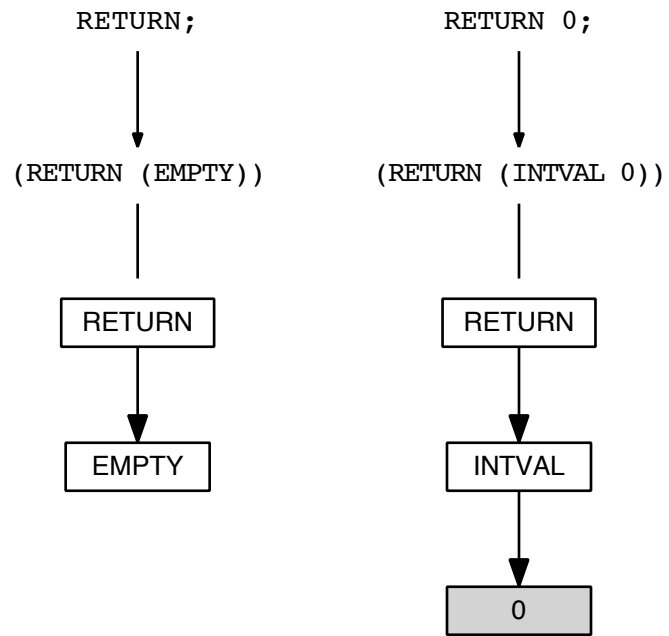 RETURN;
(RETURN (EMPTY))
RETURN
EMPTY
RETURN 0;
(RETURN (INTVAL 0))
RETURN
INTVAL
0